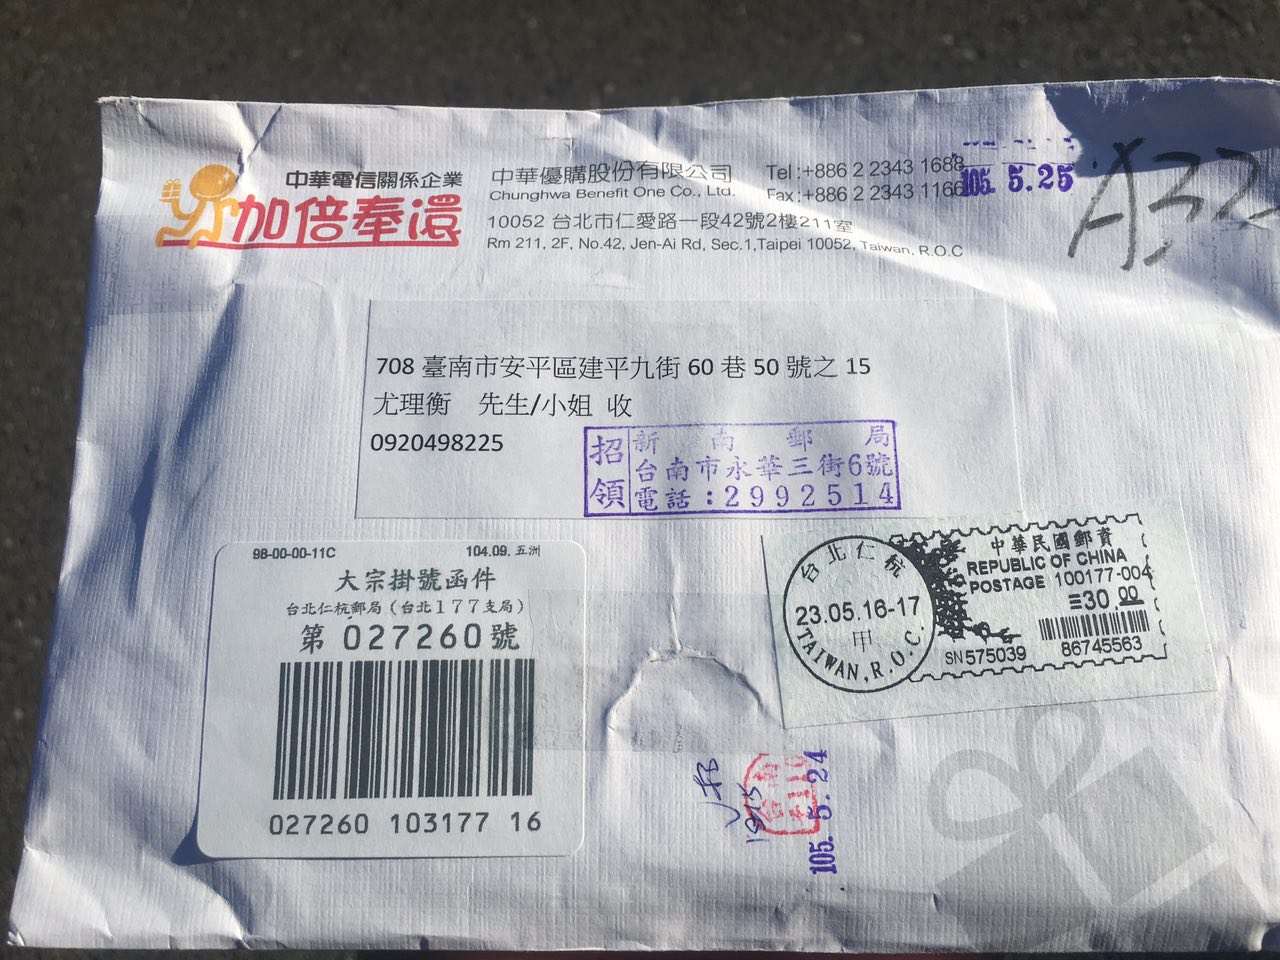 中華電信關係企業
加倍奉還
中華優購股份有限公司
Chunghwa Benefit One Co., Ltd.
Tel:+886 2 2343 1688
Fax:+886 2 2343 1166
10052 台北市仁愛路一段42號2樓211室
Rm 211, 2F, No.42, Jen-Ai Rd, Sec.1,Taipei 10052, Taiwan, R.O.C
105. 5.25
A32
708 臺南市安平區建平九街 60 巷 50 號之 15
尤理衡 先生/小姐 收
0920498225
招領
新南郵局
台南市永華三街6號
電話:2992514
98-00-00-11C 104.09. 五洲
大宗掛號函件
台北仁杭郵局(台北177支局)
第 027260 號
027260 103177 16
台北仁杭
23.05.16-17
甲
TAIWAN, R.O.C.
中華民國郵資
REPUBLIC OF CHINA
POSTAGE 100177-004
=30.00
SN575039 86745563
105. 5. 24